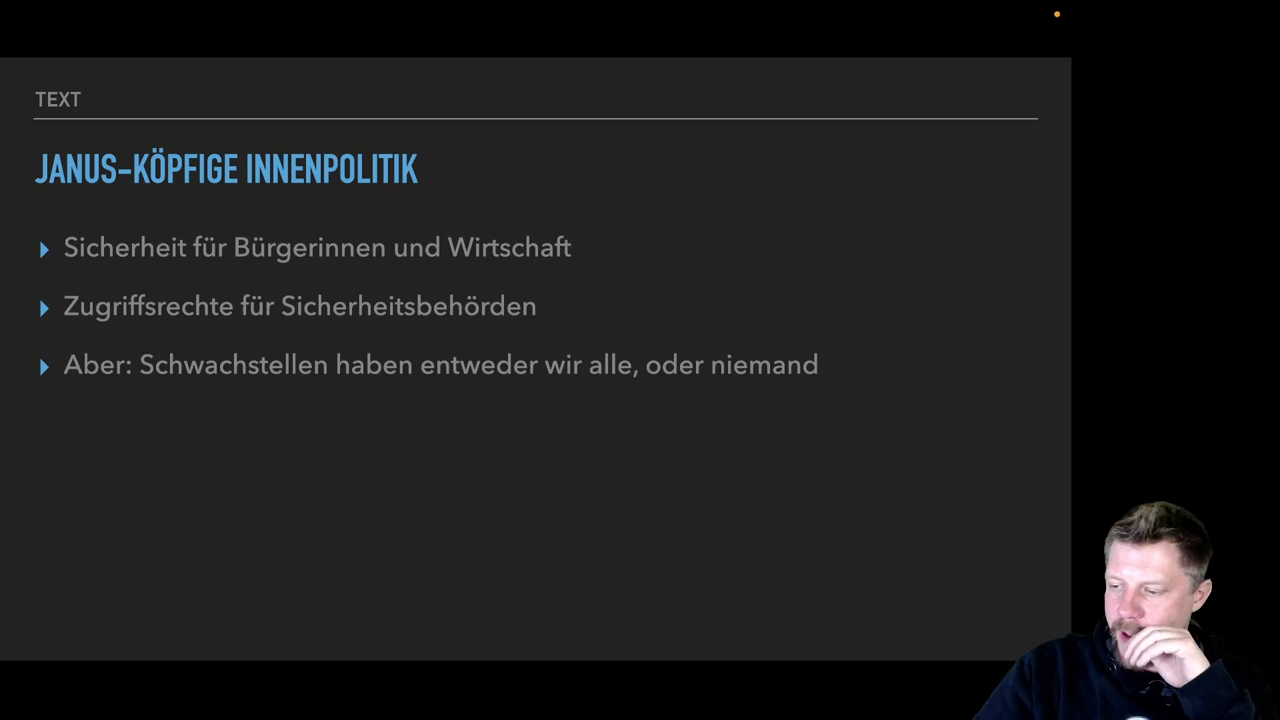 TEXT
JANUS-KÖPFIGE INNENPOLITIK
Sicherheit für Bürgerinnen und Wirtschaft
Zugriffsrechte für Sicherheitsbehörden
Aber: Schwachstellen haben entweder wir alle, oder niemand